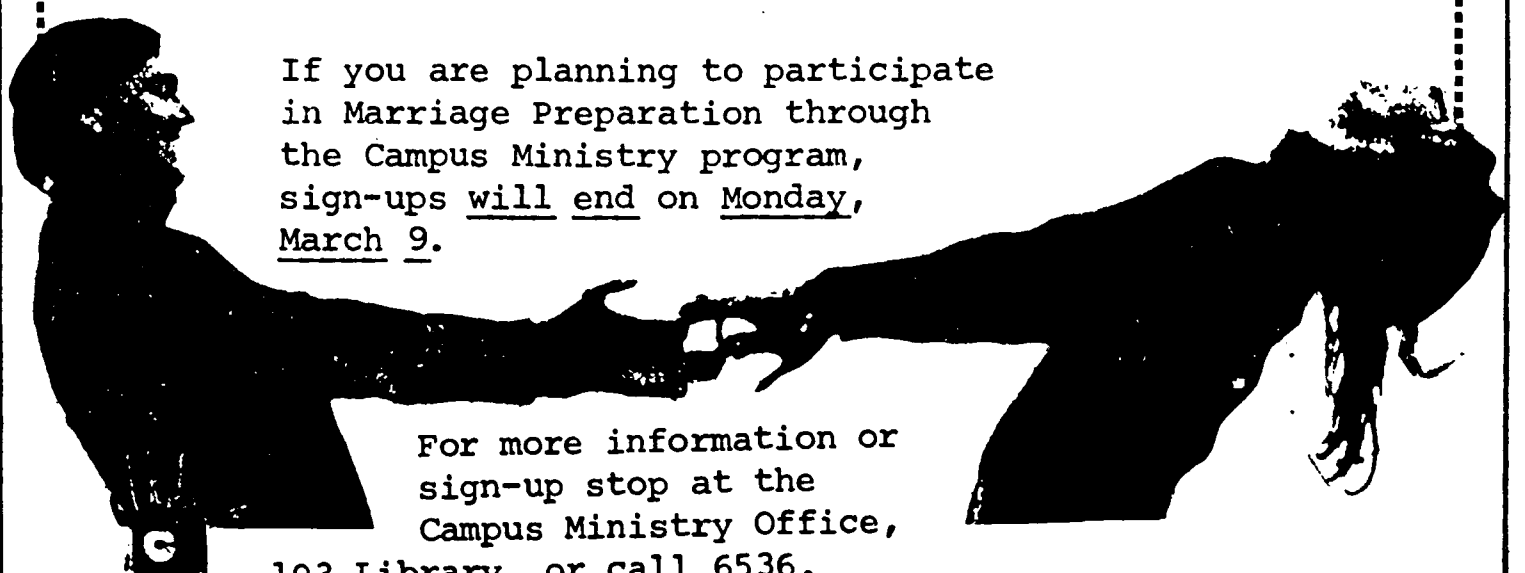 If you are planning to participate
in Marriage Preparation through
the Campus Ministry program,
sign-ups will end on Monday,
March 9.
For more information or
sign-up stop at the
Campus Ministry Office,
Library, or call 6536.